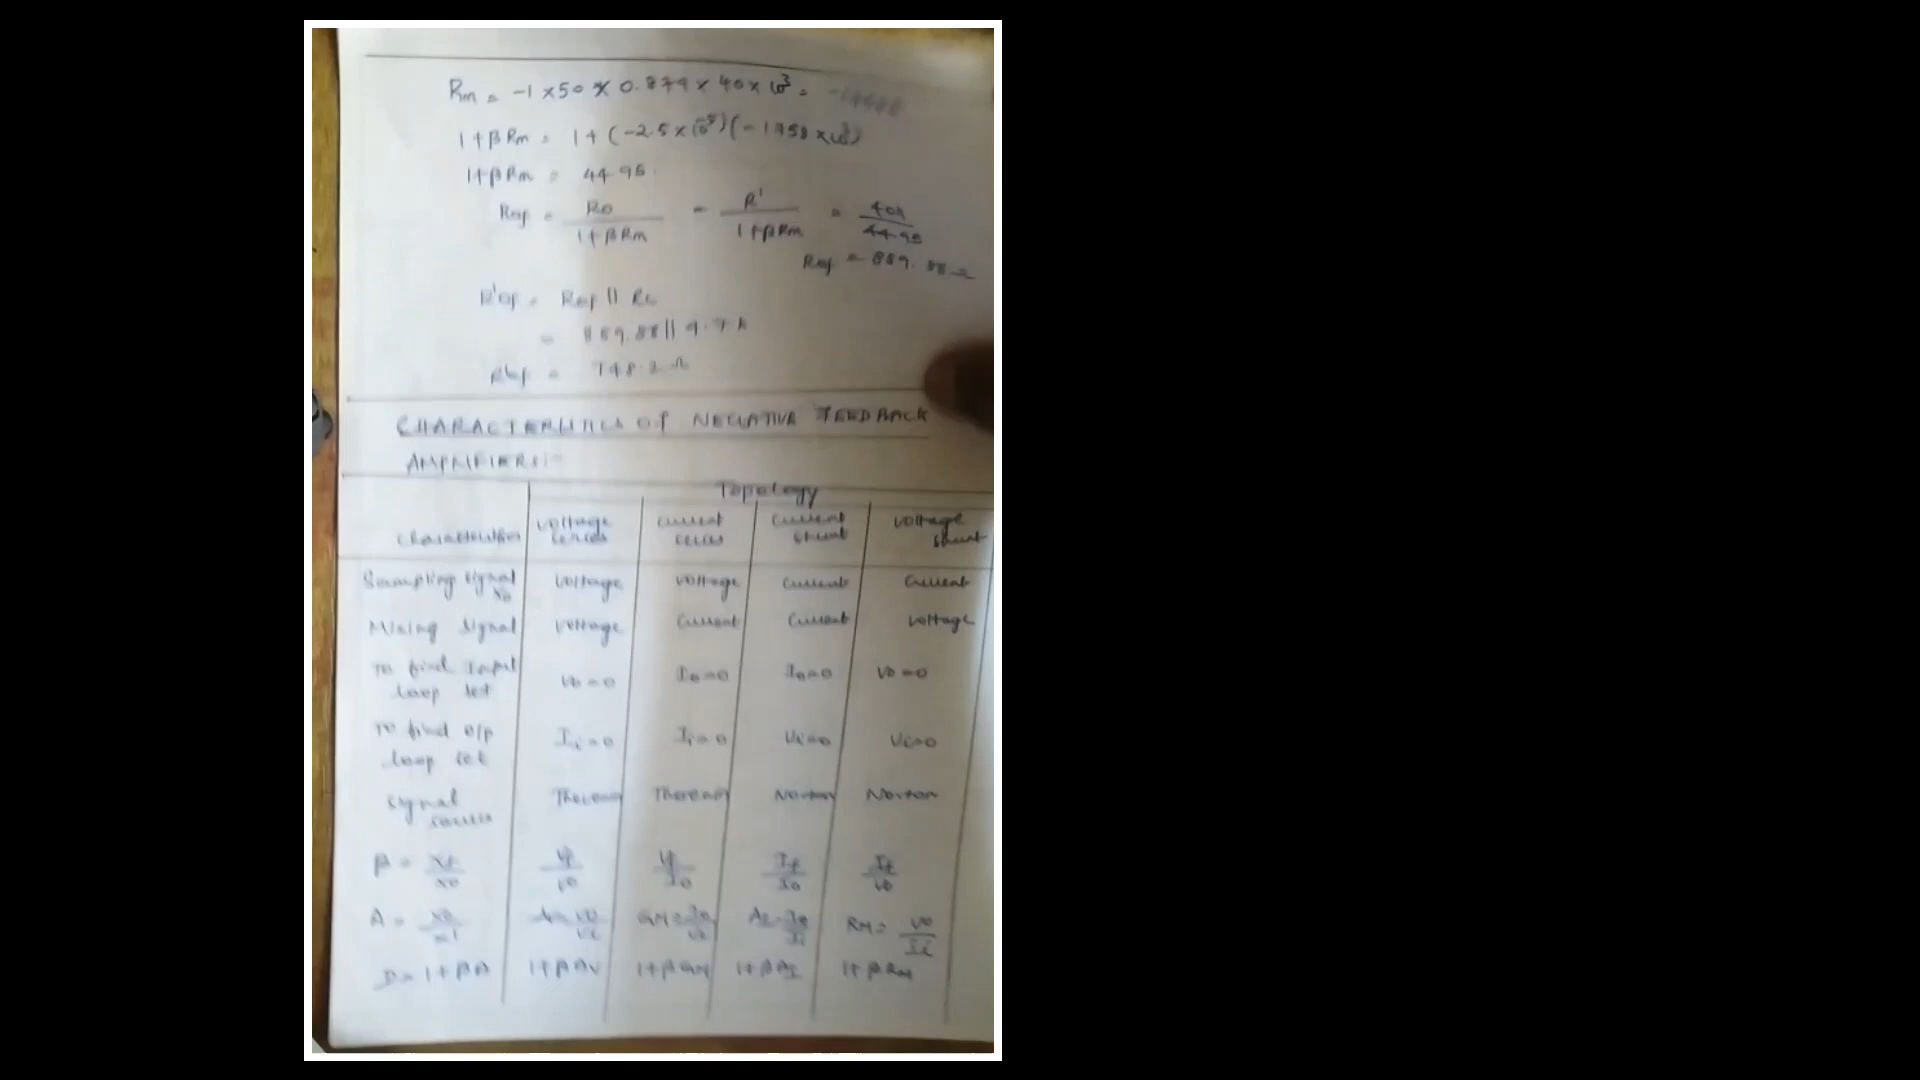 Rm = -1 x 50 x 0.879 x 40 x 10³ =
1+βRm = 1+(-2.5 x 10⁻⁵)(-1758 x 10³)
1+βRm = 44.95
Rof = Ro / 1+βRm = R' / 1+βRm = 40k / 44.95
Rof = 889.88 Ω
R'of = Rof || RL
= 889.88 || 4.7k
R'of = 748.2 Ω
CHARACTERISTICS OF NEGATIVE FEEDBACK
AMPLIFIERS:-
Topology
Characteristics voltage series current series current shunt voltage shunt
Sampling signal xo voltage voltage current current
Mixing signal voltage current current voltage
To find Input loop set Vo=0 Io=0 Io=0 Vo=0
To find o/p loop set Ii=0 Ii=0 Vi=0 Vi=0
signal source Thevenin Thevenin Norton Norton
β = xf/xo Vf/Vo Vf/Io If/Io If/Vo
A = xo/xi A= Vo/Vi GM= Io/Vi AI= Io/Ii RM= Vo/Ii
D= 1+βA 1+βAV 1+βGM 1+βAI 1+βRM